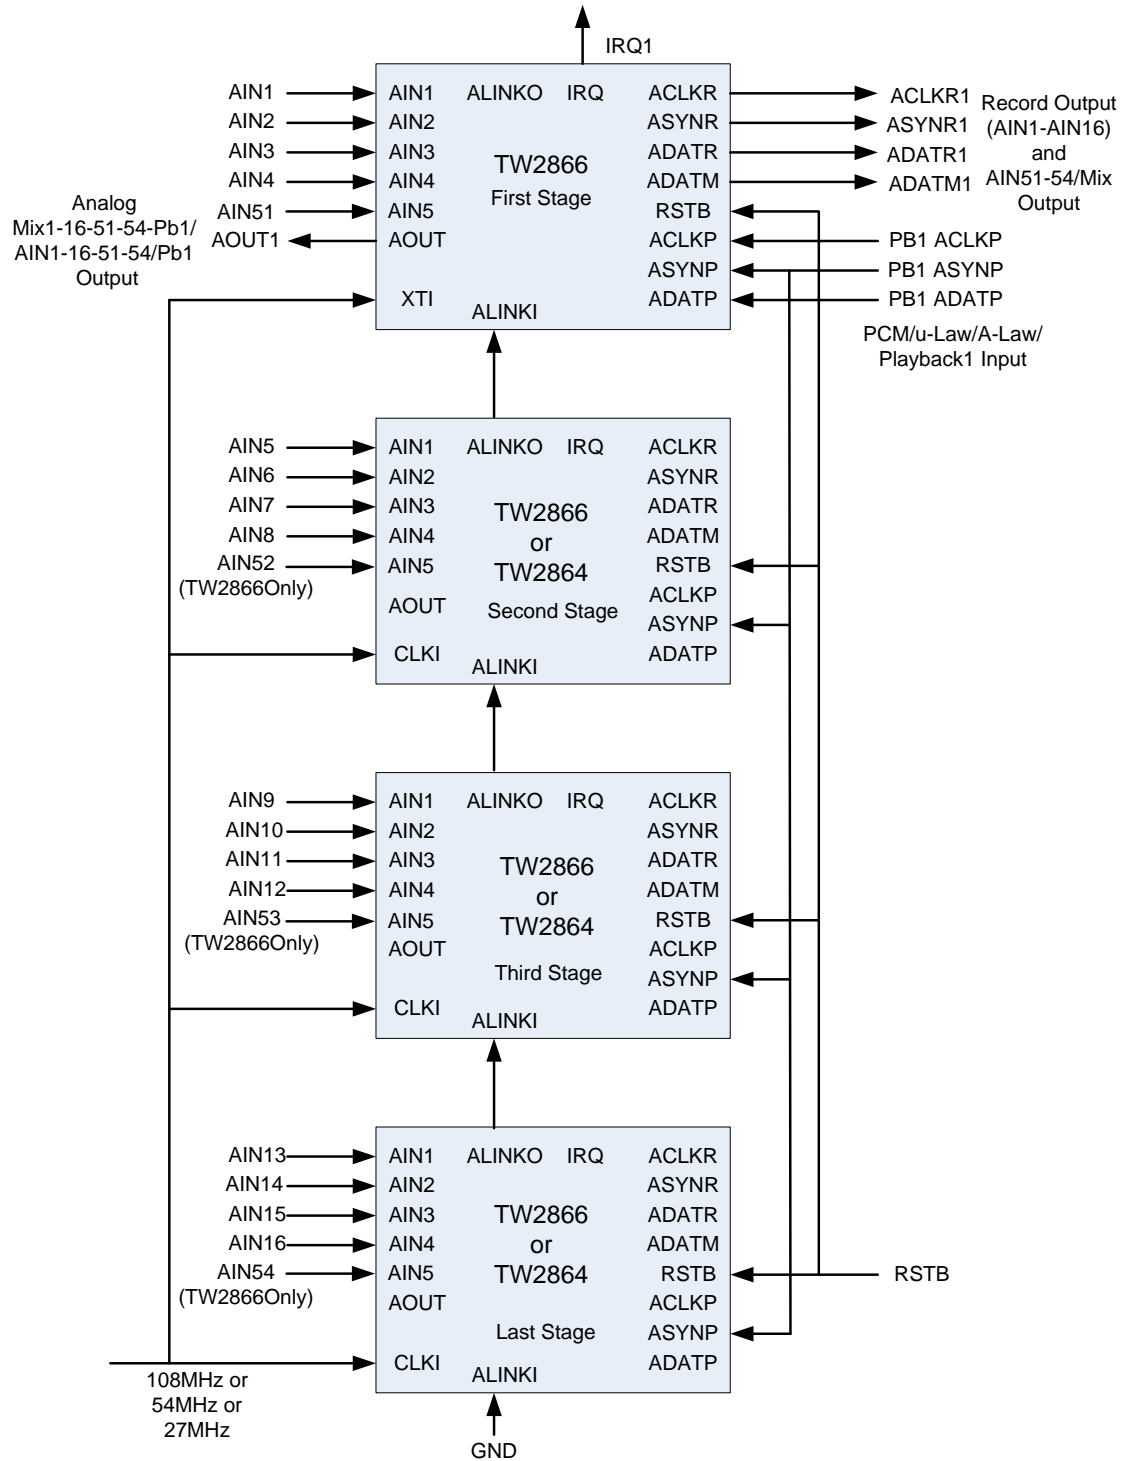 IRQ1
AIN1
AIN2
AIN3
AIN4
AIN51
AOUT1
Analog
Mix1-16-51-54-Pb1/
AIN1-16-51-54/Pb1
Output
AIN1 ALINKO IRQ ACLKR
AIN2 ASYNR
AIN3 ADATR
AIN4 ADATM
AIN5 RSTB
AOUT ACLKP
ASYNP
XTI ADATP
ALINKI
TW2866
First Stage
ACLKR1
ASYNR1
ADATR1
ADATM1
Record Output
(AIN1-AIN16)
and
AIN51-54/Mix
Output
PB1 ACLKP
PB1 ASYNP
PB1 ADATP
PCM/u-Law/A-Law/
Playback1 Input
AIN5
AIN6
AIN7
AIN8
AIN52
(TW2866Only)
AIN1 ALINKO IRQ ACLKR
AIN2 ASYNR
AIN3 ADATR
AIN4 ADATM
AIN5 RSTB
AOUT ACLKP
ASYNP
CLKI ADATP
ALINKI
TW2866
or
TW2864
Second Stage
AIN9
AIN10
AIN11
AIN12
AIN53
(TW2866Only)
AIN1 ALINKO IRQ ACLKR
AIN2 ASYNR
AIN3 ADATR
AIN4 ADATM
AIN5 RSTB
AOUT ACLKP
ASYNP
CLKI ADATP
ALINKI
TW2866
or
TW2864
Third Stage
AIN13
AIN14
AIN15
AIN16
AIN54
(TW2866Only)
AIN1 ALINKO IRQ ACLKR
AIN2 ASYNR
AIN3 ADATR
AIN4 ADATM
AIN5 RSTB
AOUT ACLKP
ASYNP
CLKI ADATP
ALINKI
TW2866
or
TW2864
Last Stage
RSTB
108MHz or
54MHz or
27MHz
GND